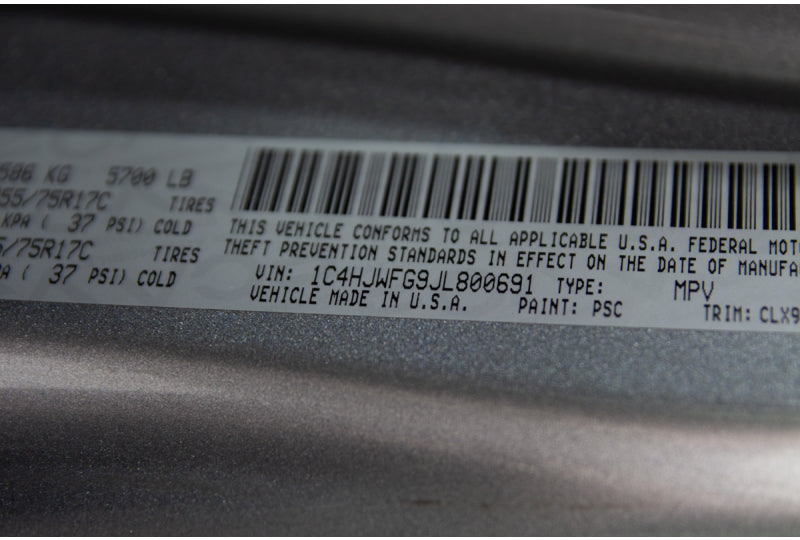 586 KG 5700 LB
255/75R17C TIRES
KPA ( 37 PSI) COLD
5/75R17C TIRES
PA ( 37 PSI) COLD
THIS VEHICLE CONFORMS TO ALL APPLICABLE U.S.A. FEDERAL MOT
THEFT PREVENTION STANDARDS IN EFFECT ON THE DATE OF MANUFA
VIN: 1C4HJWFG9JL800691 TYPE: MPV
VEHICLE MADE IN U.S.A. PAINT: PSC TRIM: CLX9